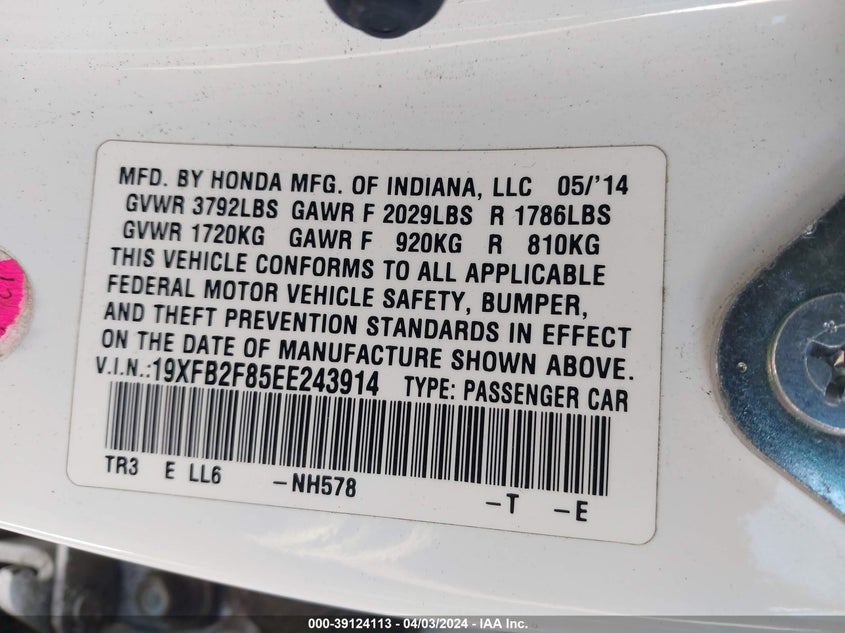 MFD. BY HONDA MFG. OF INDIANA, LLC 05/'14
GVWR 3792LBS GAWR F 2029LBS R 1786LBS
GVWR 1720KG GAWR F 920KG R 810KG
THIS VEHICLE CONFORMS TO ALL APPLICABLE
FEDERAL MOTOR VEHICLE SAFETY, BUMPER,
AND THEFT PREVENTION STANDARDS IN EFFECT
ON THE DATE OF MANUFACTURE SHOWN ABOVE.
V.I.N.:19XFB2F85EE243914 TYPE: PASSENGER CAR
TR3 E LL6 -NH578 -T -E
000-39124113 - 04/03/2024 - IAA Inc.